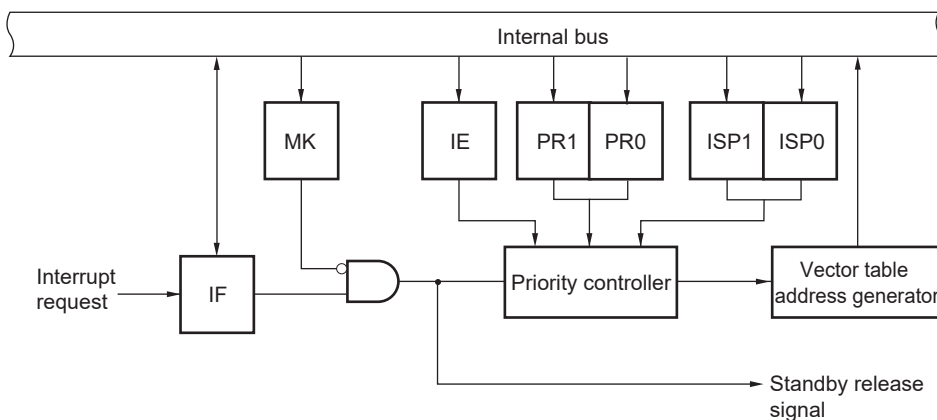 Internal bus
MK
IE
PR1
PR0
ISP1
ISP0
Interrupt
request
IF
Priority controller
Vector table
address generator
Standby release
signal